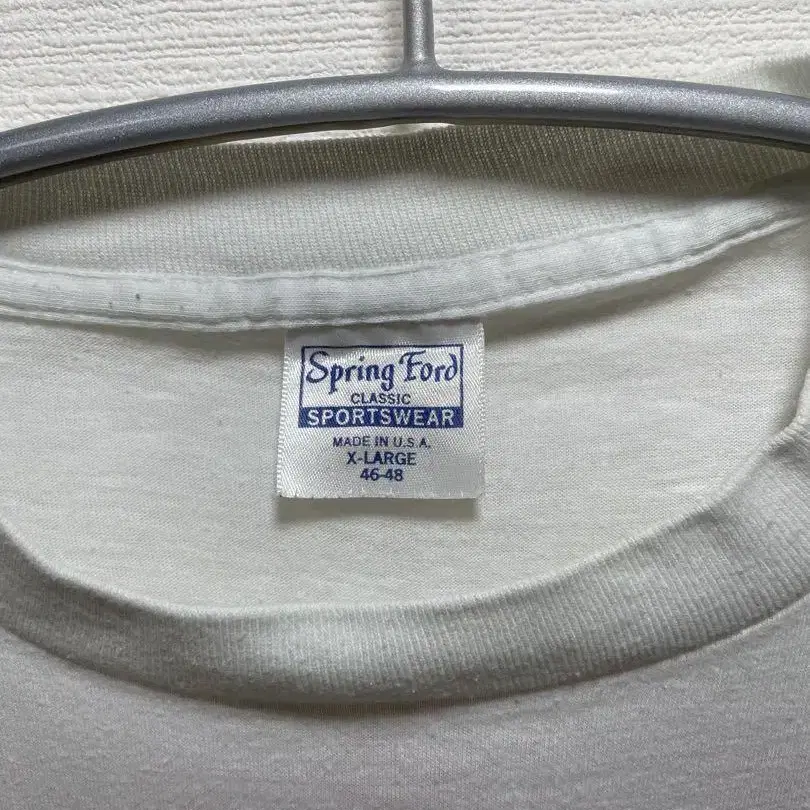 Spring Ford
CLASSIC
SPORTSWEAR
MADE IN U.S.A.
X-LARGE
46-48